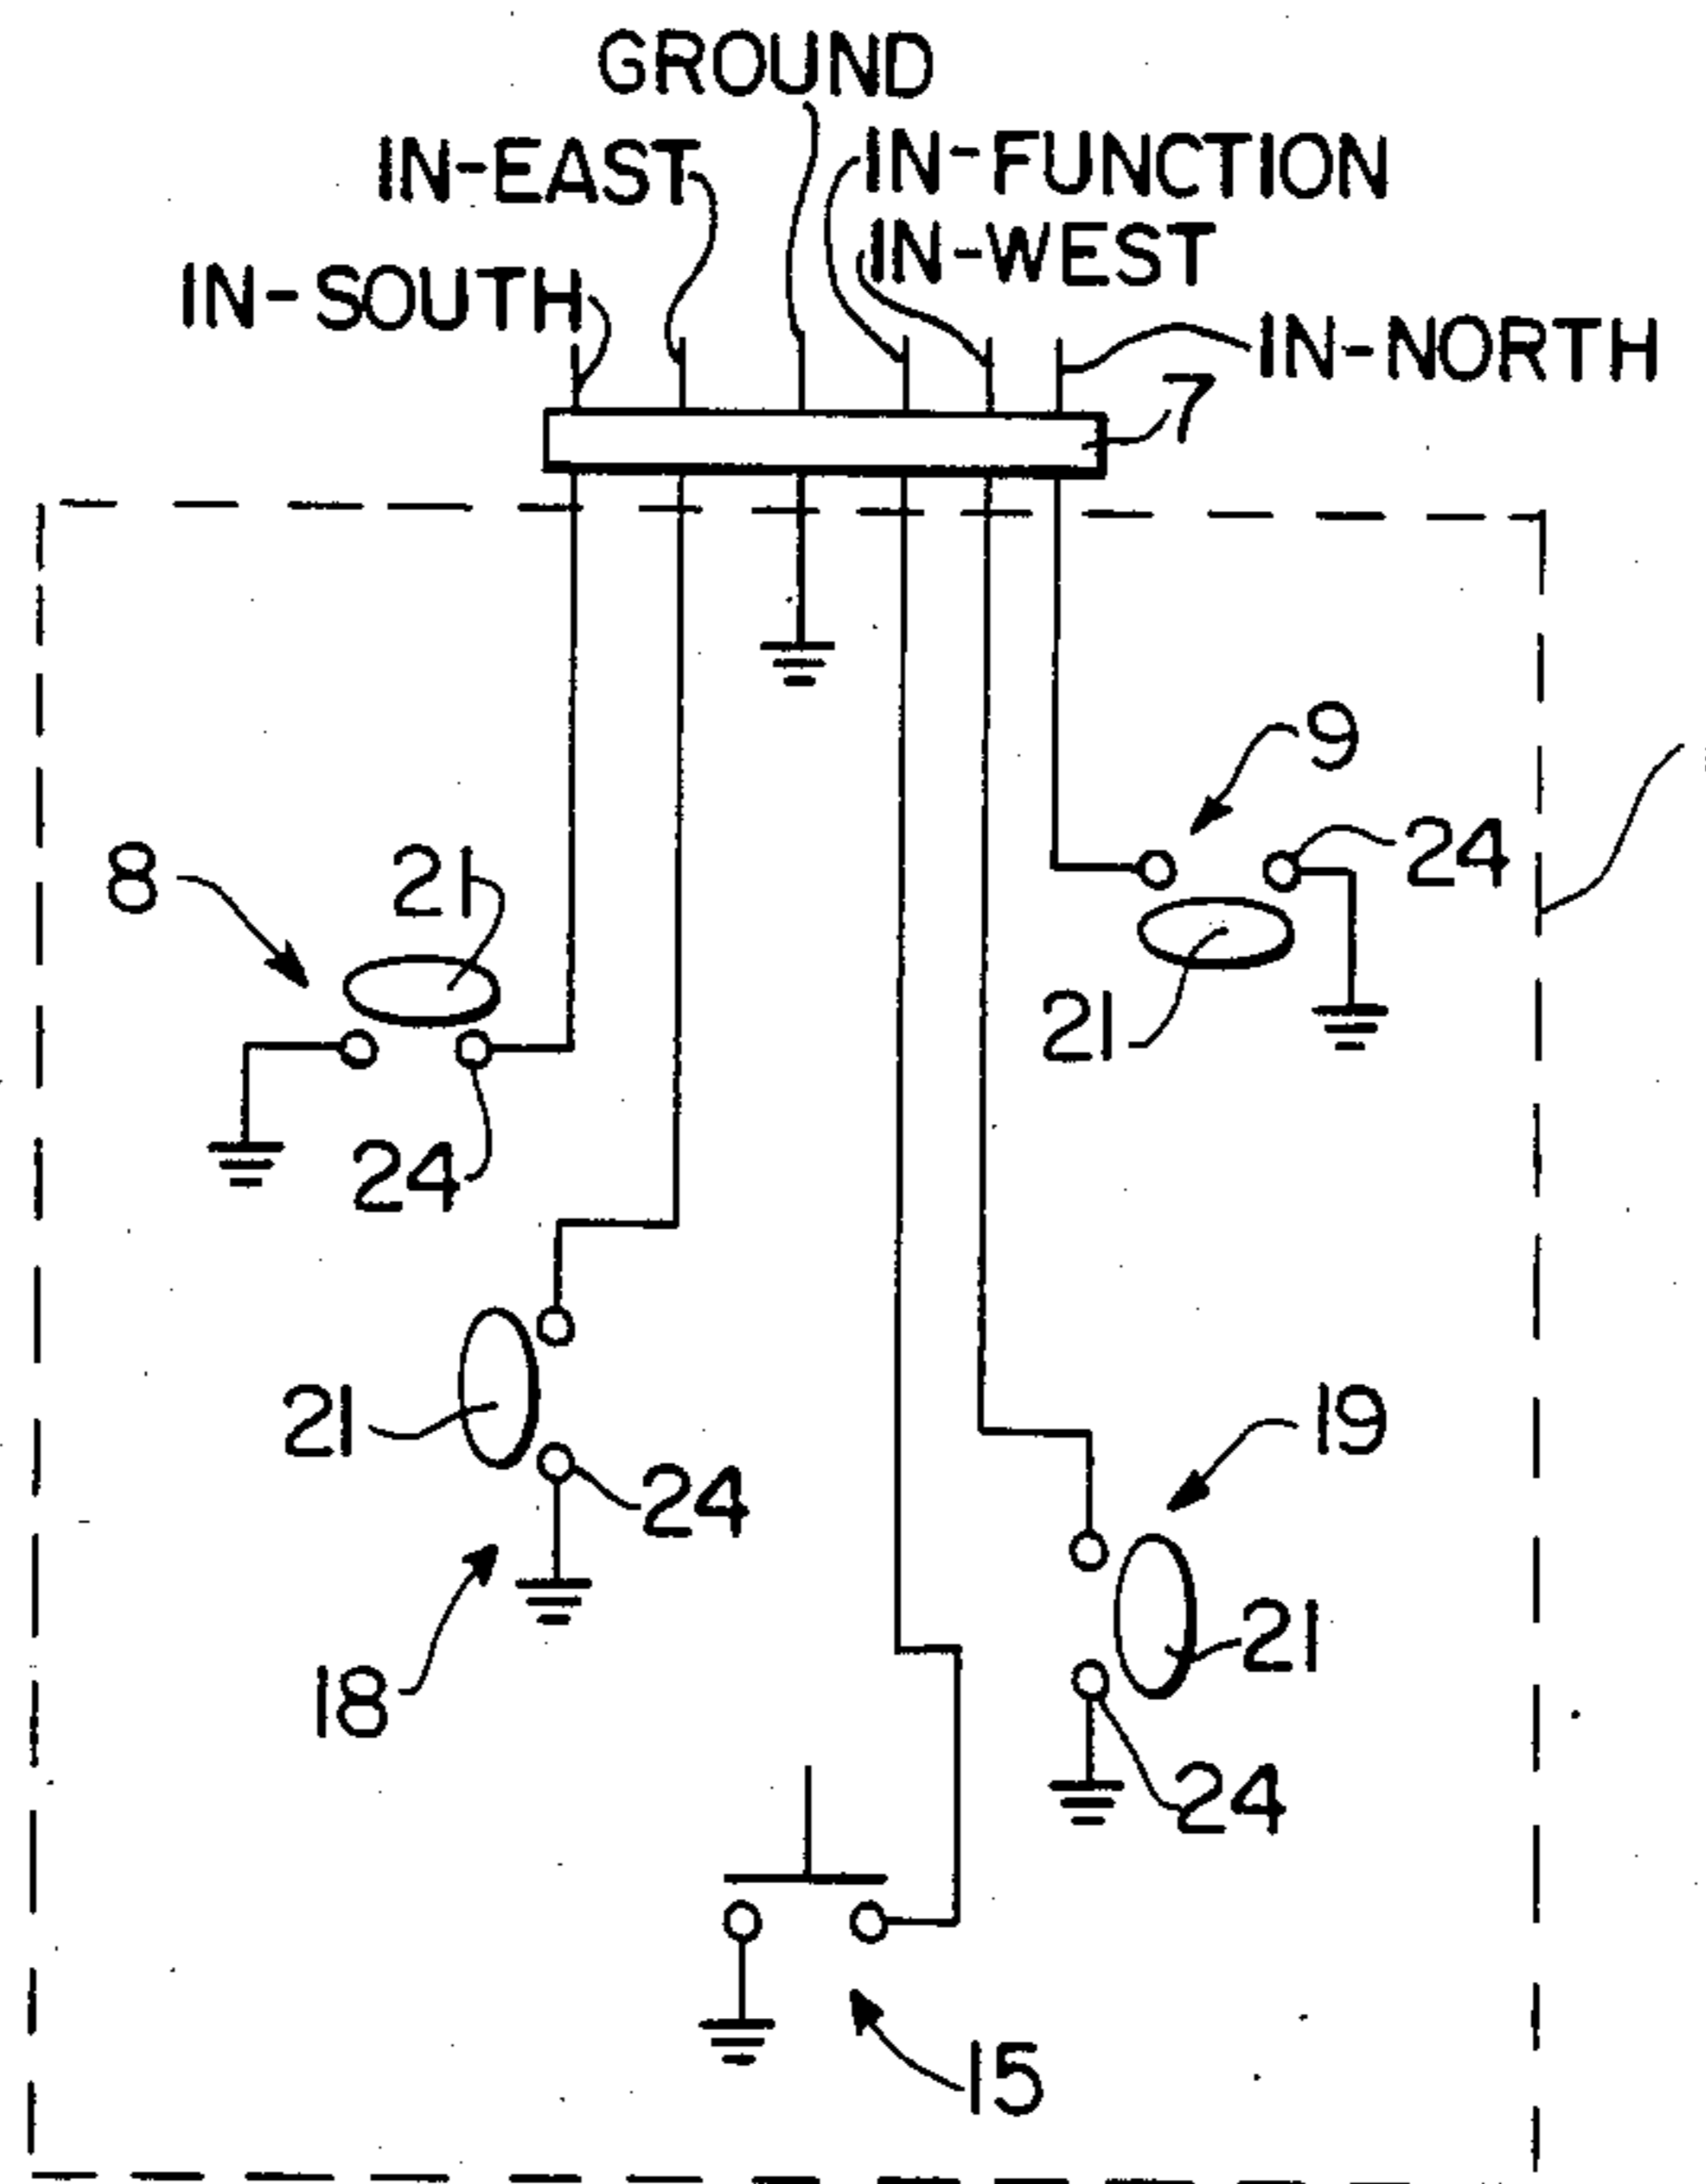 GROUND
IN-EAST
IN-FUNCTION
IN-WEST
IN-SOUTH
IN-NORTH
7
9
24
8
21
21
24
19
21
24
21
18
24
15